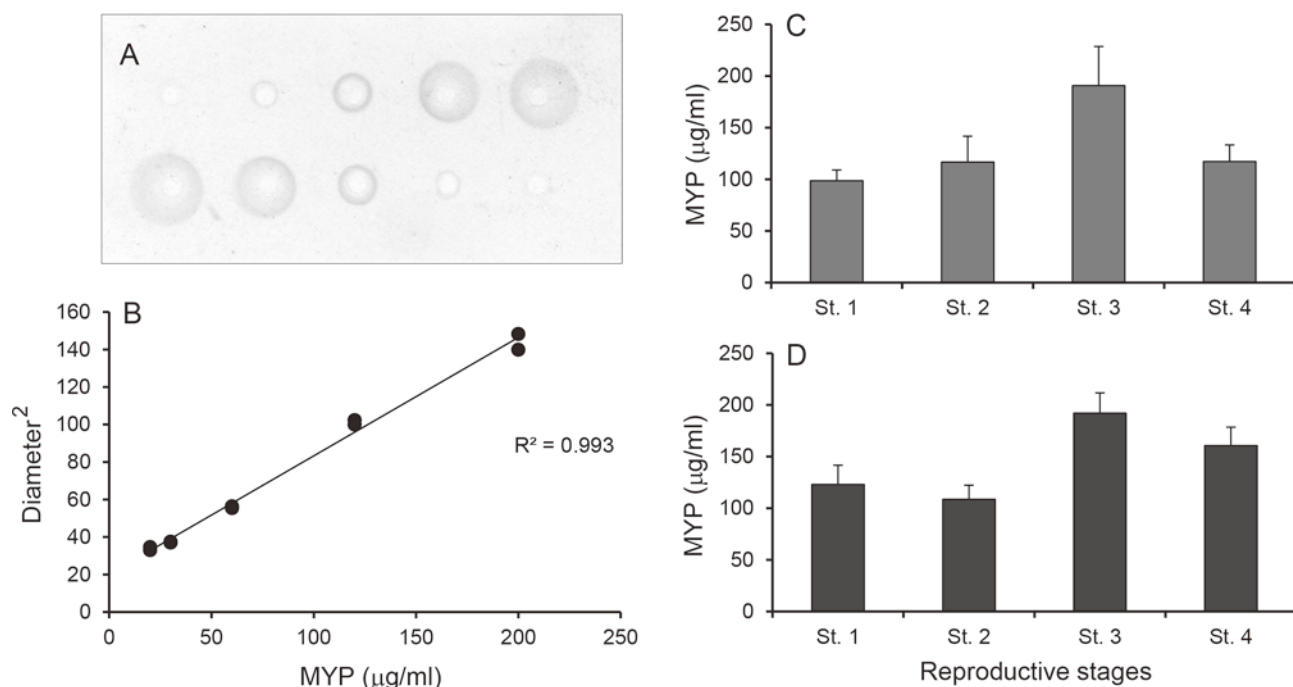 A
B
160
140
120
100
80
60
40
20
0
Diameter²
R² = 0.993
0 50 100 150 200 250
MYP (µg/ml)
C
250
200
150
100
50
0
MYP (µg/ml)
St. 1 St. 2 St. 3 St. 4
D
250
200
150
100
50
0
MYP (µg/ml)
St. 1 St. 2 St. 3 St. 4
Reproductive stages